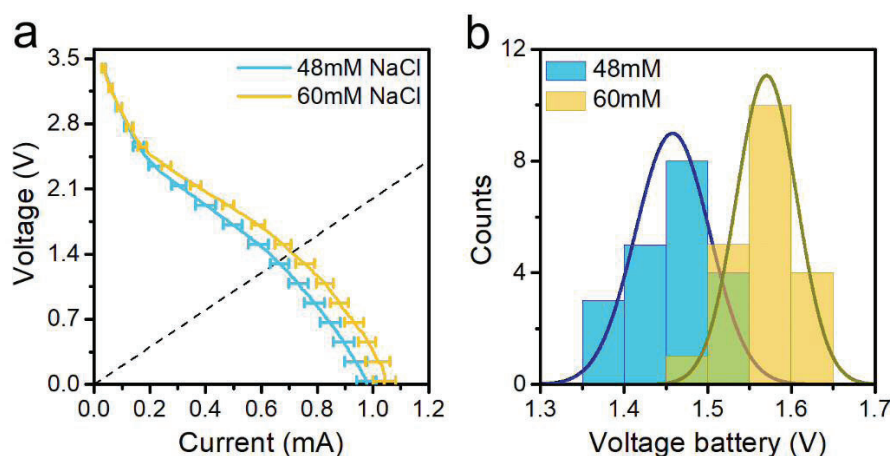 a
3.5
2.8
2.1
1.4
0.7
0.0
Voltage (V)
48mM NaCl
60mM NaCl
0.0 0.2 0.4 0.6 0.8 1.0 1.2
Current (mA)
b
12
8
4
0
Counts
48mM
60mM
1.3 1.4 1.5 1.6 1.7
Voltage battery (V)